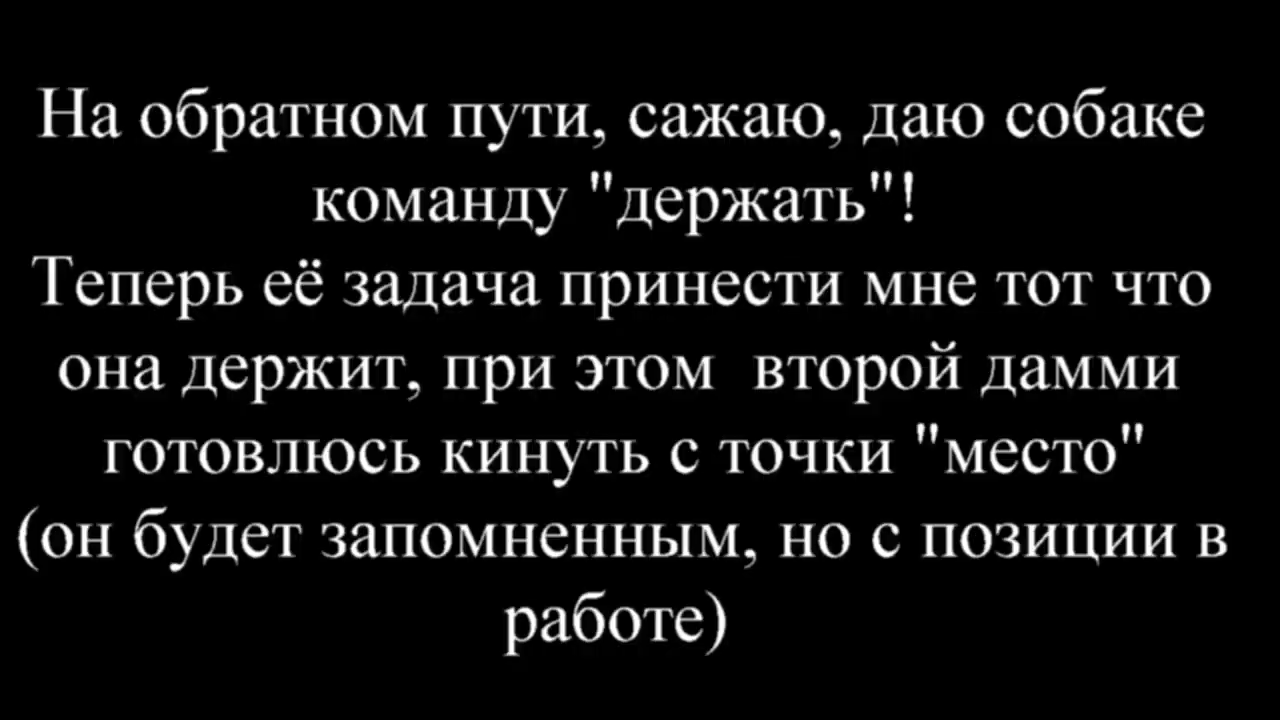 На обратном пути, сажаю, даю собаке
команду "держать"!
Теперь её задача принести мне тот что
она держит, при этом  второй дамми
готовлюсь кинуть с точки "место"
(он будет запомненным, но с позиции в
работе)